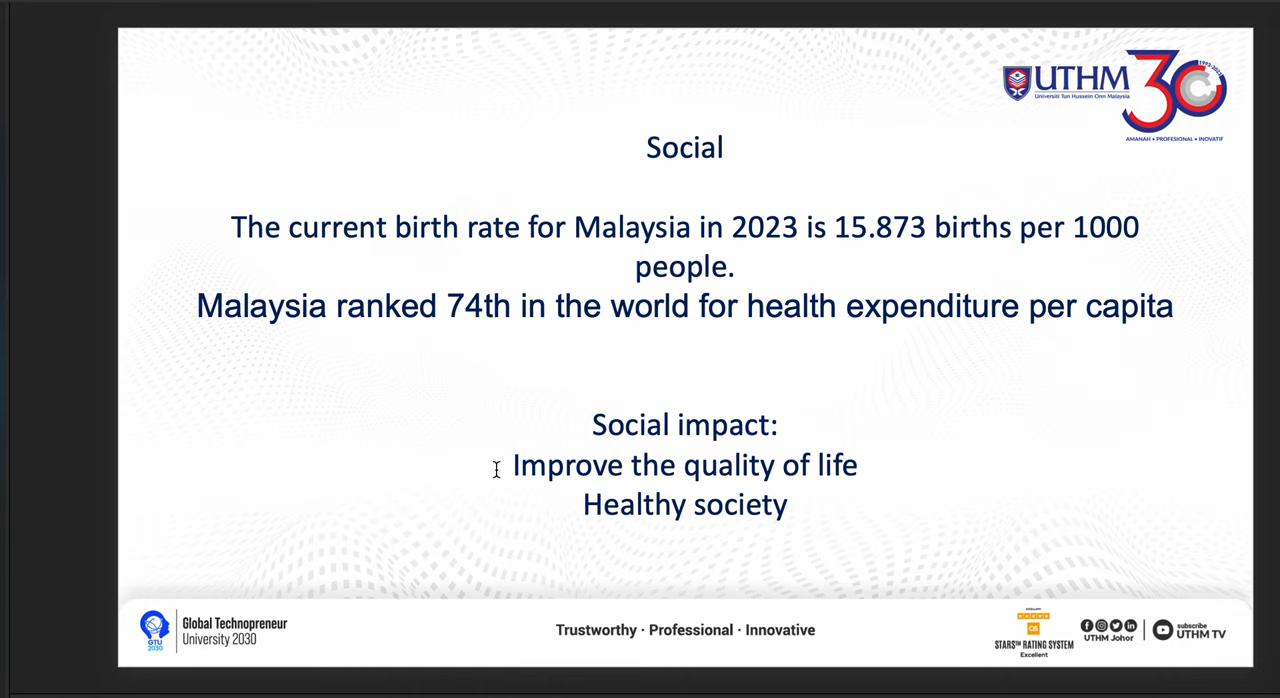 UTHM
Universiti Tun Hussein Onn Malaysia
30
1993-2023
AMANAH • PROFESIONAL • INOVATIF
Social
The current birth rate for Malaysia in 2023 is 15.873 births per 1000
people.
Malaysia ranked 74th in the world for health expenditure per capita
Social impact:
Improve the quality of life
Healthy society
GTU
2030
Global Technopreneur
University 2030
Trustworthy · Professional · Innovative
EXCELLENT
QS
STARS™ RATING SYSTEM
Excellent
UTHM Johor
subscribe
UTHM TV